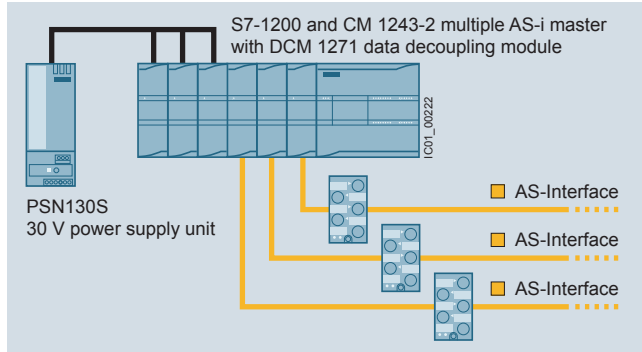 S7-1200 and CM 1243-2 multiple AS-i master
with DCM 1271 data decoupling module
IC01_00222
PSN130S
30 V power supply unit
AS-Interface
AS-Interface
AS-Interface